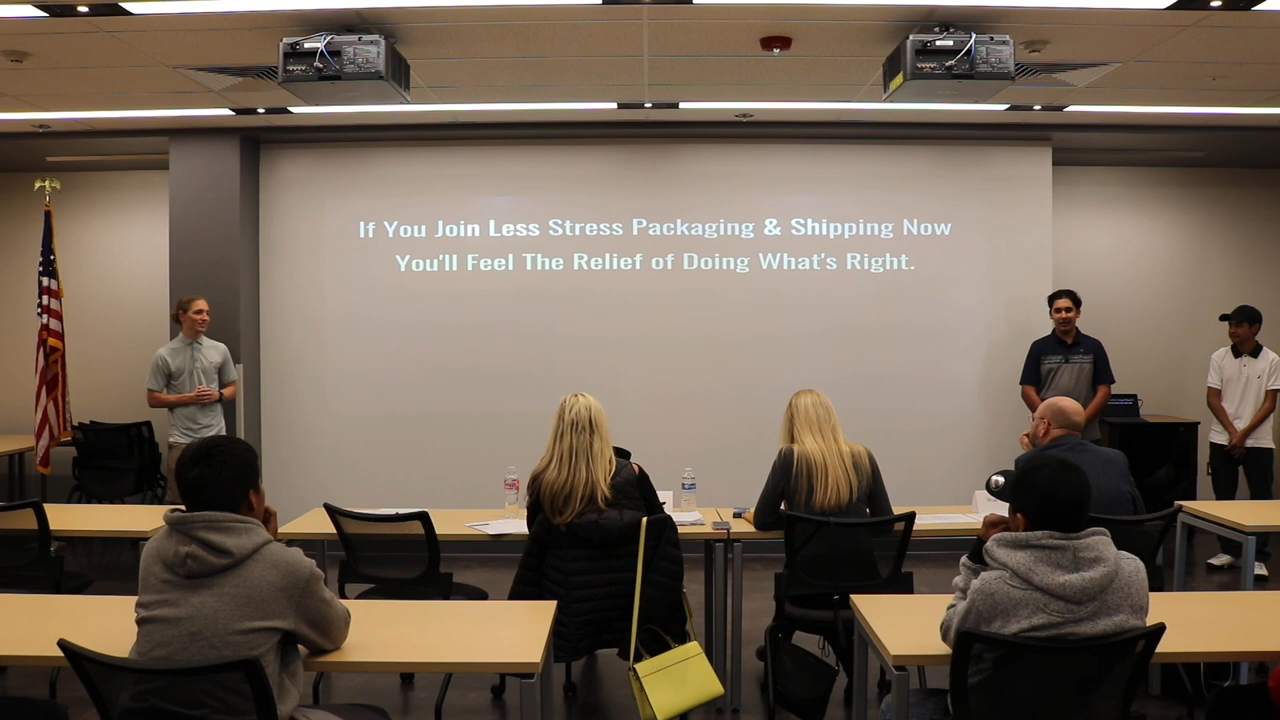 If You Join Less Stress Packaging & Shipping Now
You'll Feel The Relief of Doing What's Right.